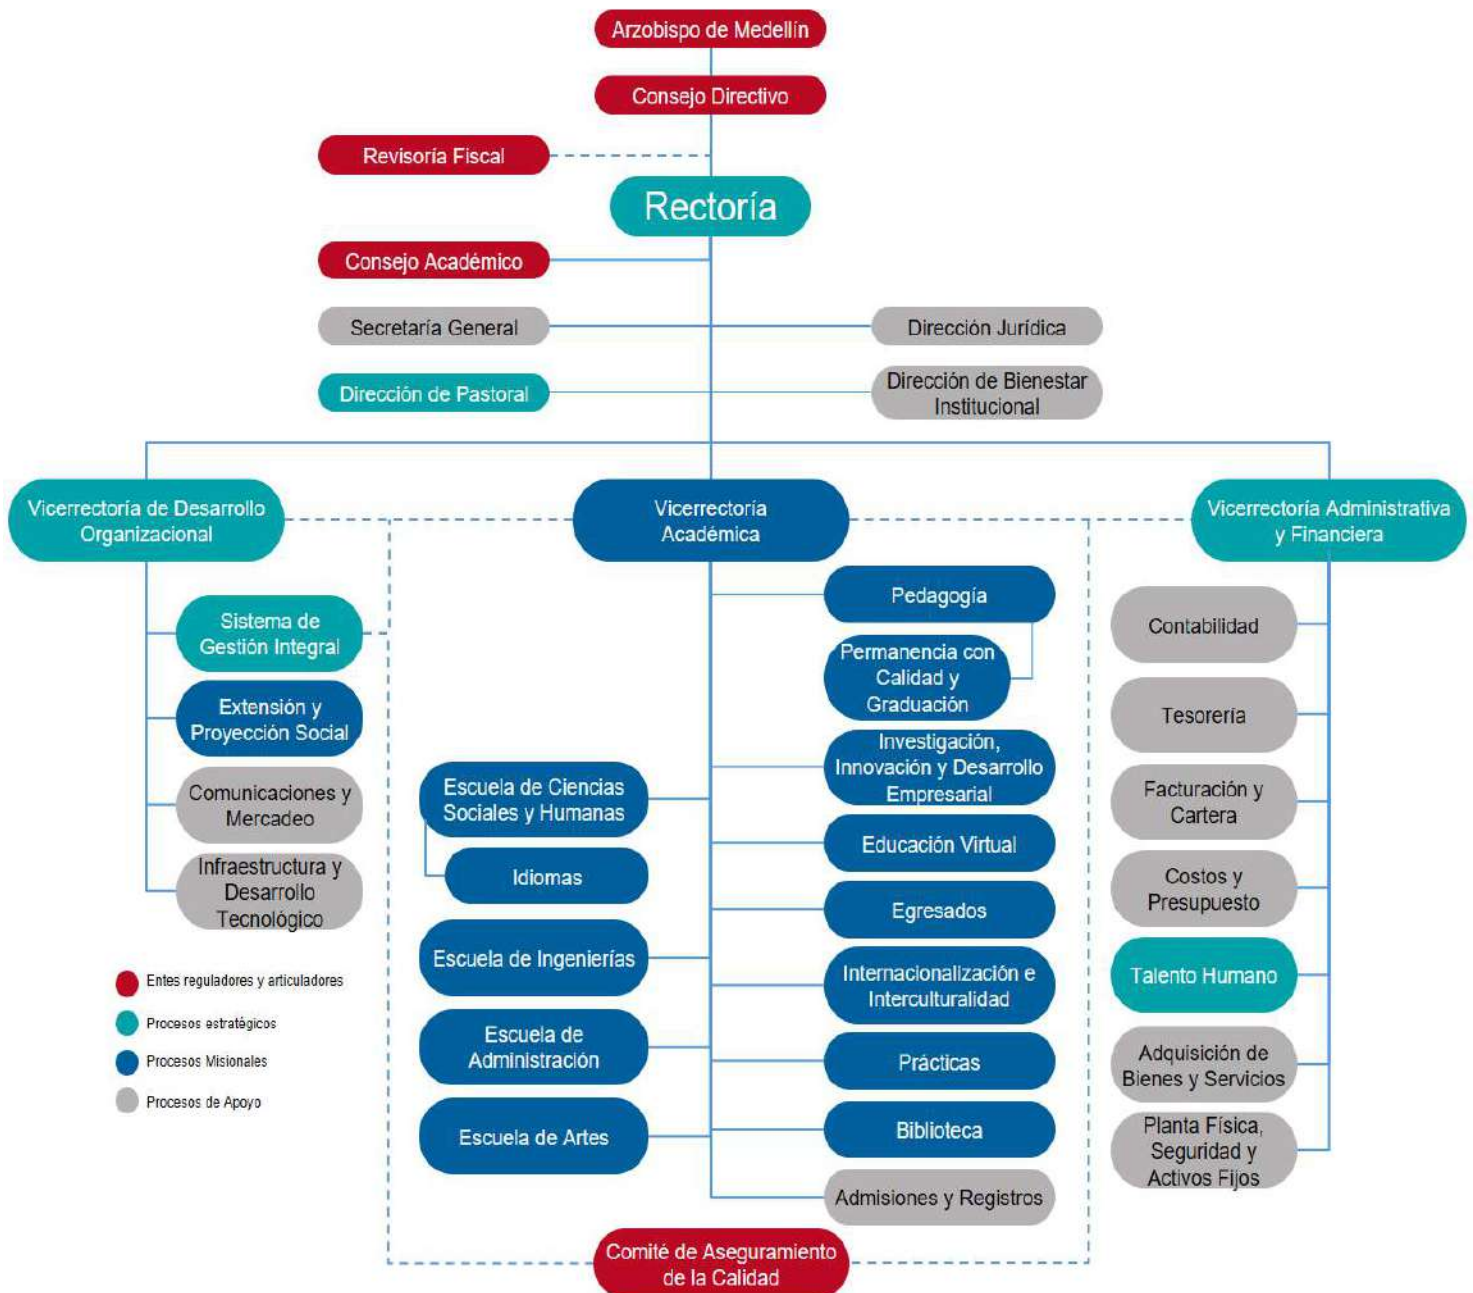 Arzobispo de Medellín
Consejo Directivo
Revisoría Fiscal
Rectoría
Consejo Académico
Secretaría General
Dirección Jurídica
Dirección de Pastoral
Dirección de Bienestar
Institucional
Vicerrectoría de Desarrollo
Organizacional
Vicerrectoría
Académica
Vicerrectoría Administrativa
y Financiera
Sistema de
Gestión Integral
Extensión y
Proyección Social
Comunicaciones y
Mercadeo
Infraestructura y
Desarrollo
Tecnológico
Escuela de Ciencias
Sociales y Humanas
Idiomas
Escuela de Ingenierías
Escuela de
Administración
Escuela de Artes
Pedagogía
Permanencia con
Calidad y
Graduación
Investigación,
Innovación y Desarrollo
Empresarial
Educación Virtual
Egresados
Internacionalización e
Interculturalidad
Prácticas
Biblioteca
Admisiones y Registros
Contabilidad
Tesorería
Facturación y
Cartera
Costos y
Presupuesto
Talento Humano
Adquisición de
Bienes y Servicios
Planta Física,
Seguridad y
Activos Fijos
Entes reguladores y articuladores
Procesos estratégicos
Procesos Misionales
Procesos de Apoyo
Comité de Aseguramiento
de la Calidad